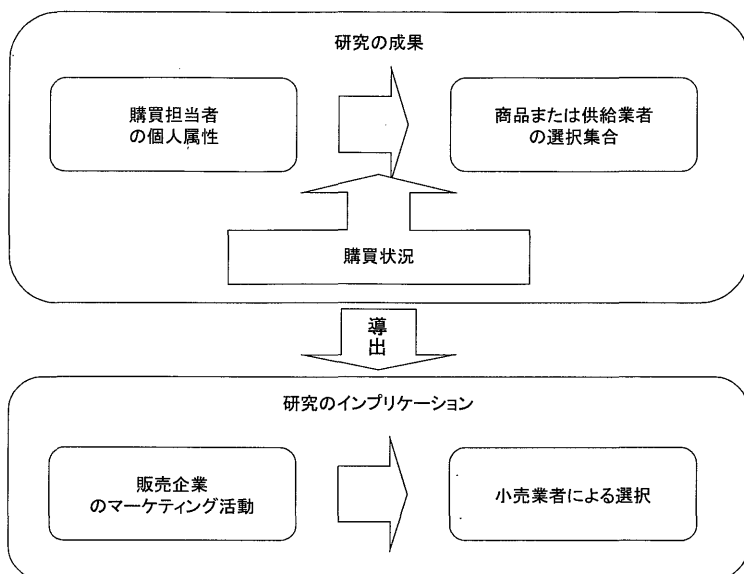 研究の成果
購買担当者
の個人属性
商品または供給業者
の選択集合
購買状況
導
出
研究のインプリケーション
販売企業
のマーケティング活動
小売業者による選択